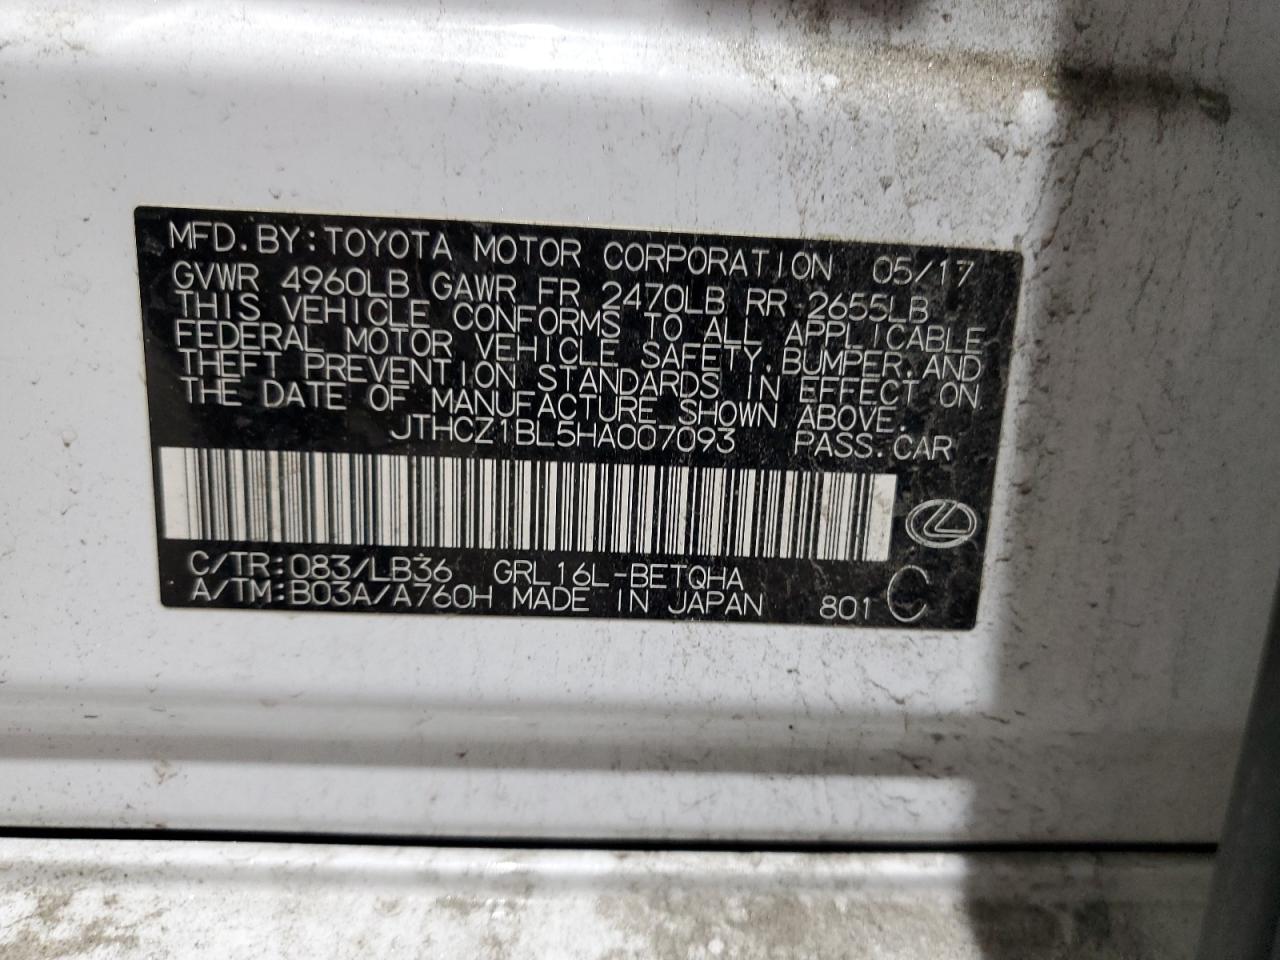 MFD.BY:TOYOTA MOTOR CORPORATION 05/17
GVWR 4960LB GAWR FR 2470LB RR 2655LB
THIS VEHICLE CONFORMS TO ALL APPLICABLE
FEDERAL MOTOR VEHICLE SAFETY,BUMPER,AND
THEFT PREVENTION STANDARDS IN EFFECT ON
THE DATE OF MANUFACTURE SHOWN ABOVE.
JTHCZ1BL5HA007093 PASS.CAR
C/TR:083/LB36 GRL16L-BETQHA
A/TM:B03A/A760H MADE IN JAPAN 801 C